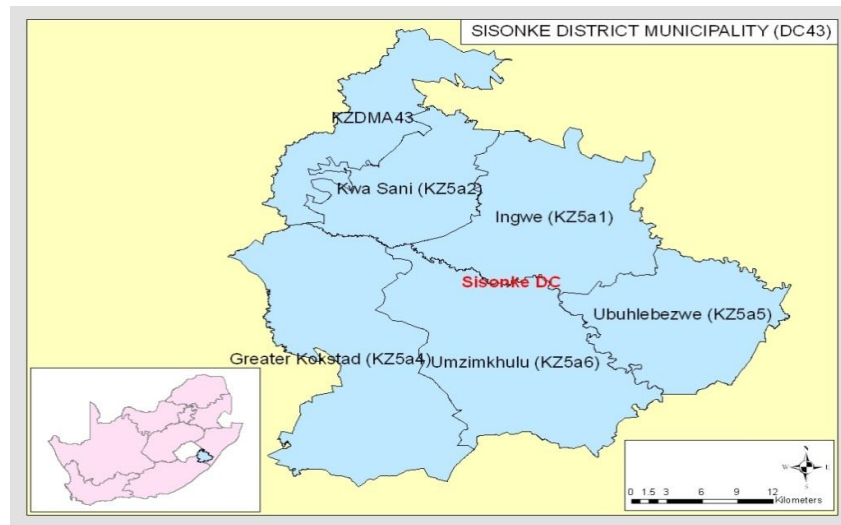 SISONKE DISTRICT MUNICIPALITY (DC43)
KZDMA43
Kwa Sani (KZ5a2)
Ingwe (KZ5a1)
Sisonke DC
Ubuhlebezwe (KZ5a5)
Greater Kokstad (KZ5a4)
Umzimkhulu (KZ5a6)
N
W E
S
0 1.5 3 6 9 12
Kilometers